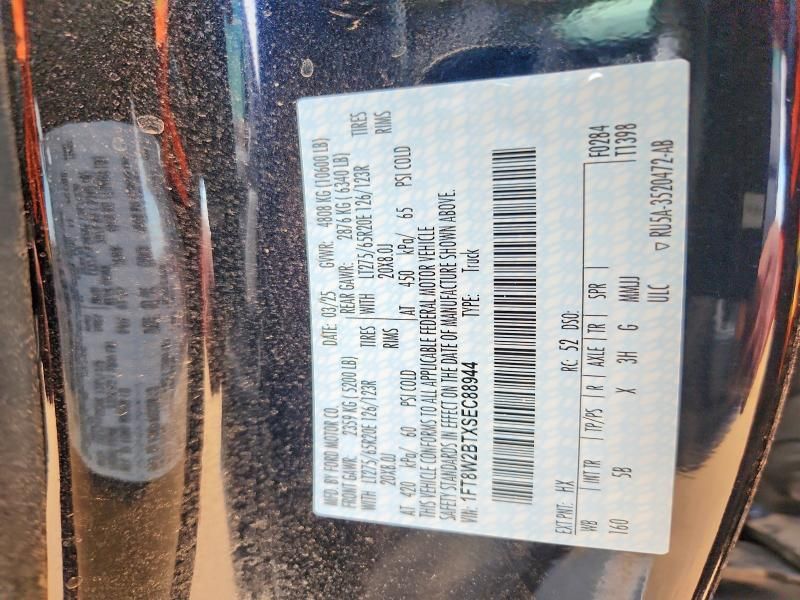 MFD. BY FORD MOTOR CO.
DATE: 03/25 GVWR: 4808 KG (10600 LB)
FRONT GAWR: 2359 KG ( 5200 LB) REAR GAWR: 2876 KG ( 6340 LB)
WITH LT275/65R20E 126/123R TIRES WITH LT275/65R20E 126/123R TIRES
20X8.0J RIMS 20X8.0J RIMS
AT 420 kPa/ 60 PSI COLD AT 450 kPa/ 65 PSI COLD
THIS VEHICLE CONFORMS TO ALL APPLICABLE FEDERAL MOTOR VEHICLE
SAFETY STANDARDS IN EFFECT ON THE DATE OF MANUFACTURE SHOWN ABOVE.
VIN: 1FT8W2BTXSEC88944 TYPE: Truck
EXT PNT: HX RC: 52 DSO:
WB INT TR TP/PS R AXLE TR SPR F0284
160 5B X 3H G MMJJ T1398
ULC
▽ RU5A-3520472-AB